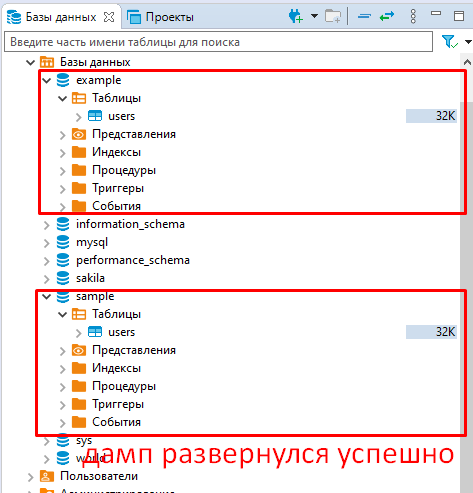 Базы данных
Проекты
Введите часть имени таблицы для поиска
Базы данных
example
Таблицы
users 32K
Представления
Индексы
Процедуры
Триггеры
События
information_schema
mysql
performance_schema
sakila
sample
Таблицы
users 32K
Представления
Индексы
Процедуры
Триггеры
События
sys
world
дамп развернулся успешно
Пользователи
Администрирование